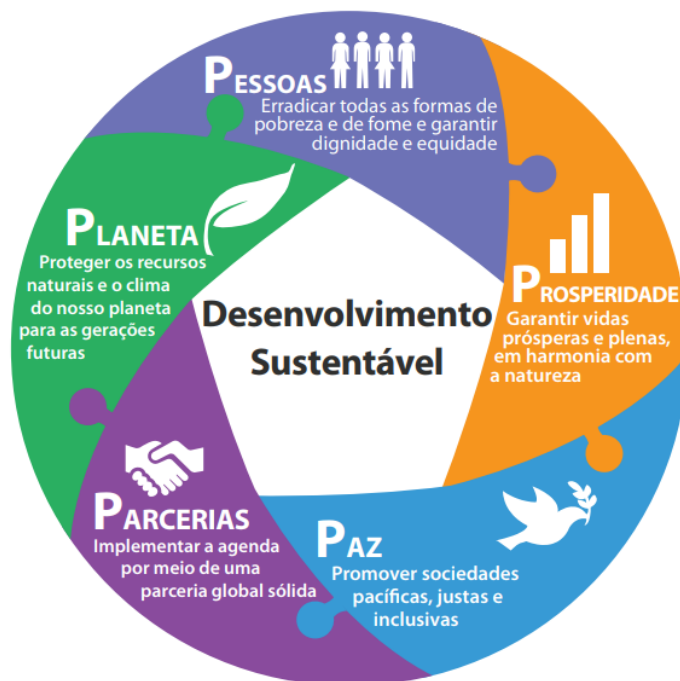 PESSOAS
Erradicar todas as formas de
pobreza e de fome e garantir
dignidade e equidade
PROSPERIDADE
Garantir vidas
prósperas e plenas,
em harmonia com
a natureza
PAZ
Promover sociedades
pacíficas, justas e
inclusivas
PARCERIAS
Implementar a agenda
por meio de uma
parceria global sólida
PLANETA
Proteger os recursos
naturais e o clima
do nosso planeta
para as gerações
futuras
Desenvolvimento
Sustentável